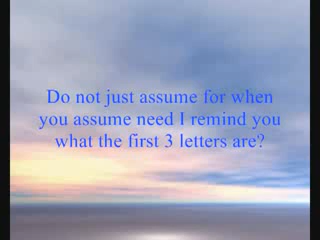 Do not just assume for when
you assume need I remind you
what the first 3 letters are?